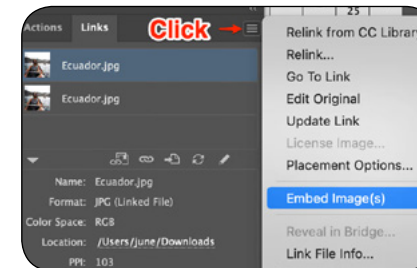 25
Actions Links Click
Ecuador.jpg
Ecuador.jpg
Name: Ecuador.jpg
Format: JPG (Linked File)
Color Space: RGB
Location: /Users/june/Downloads
PPI: 103
Relink from CC Library
Relink...
Go To Link
Edit Original
Update Link
License Image...
Placement Options...
Embed Image(s)
Reveal in Bridge...
Link File Info...